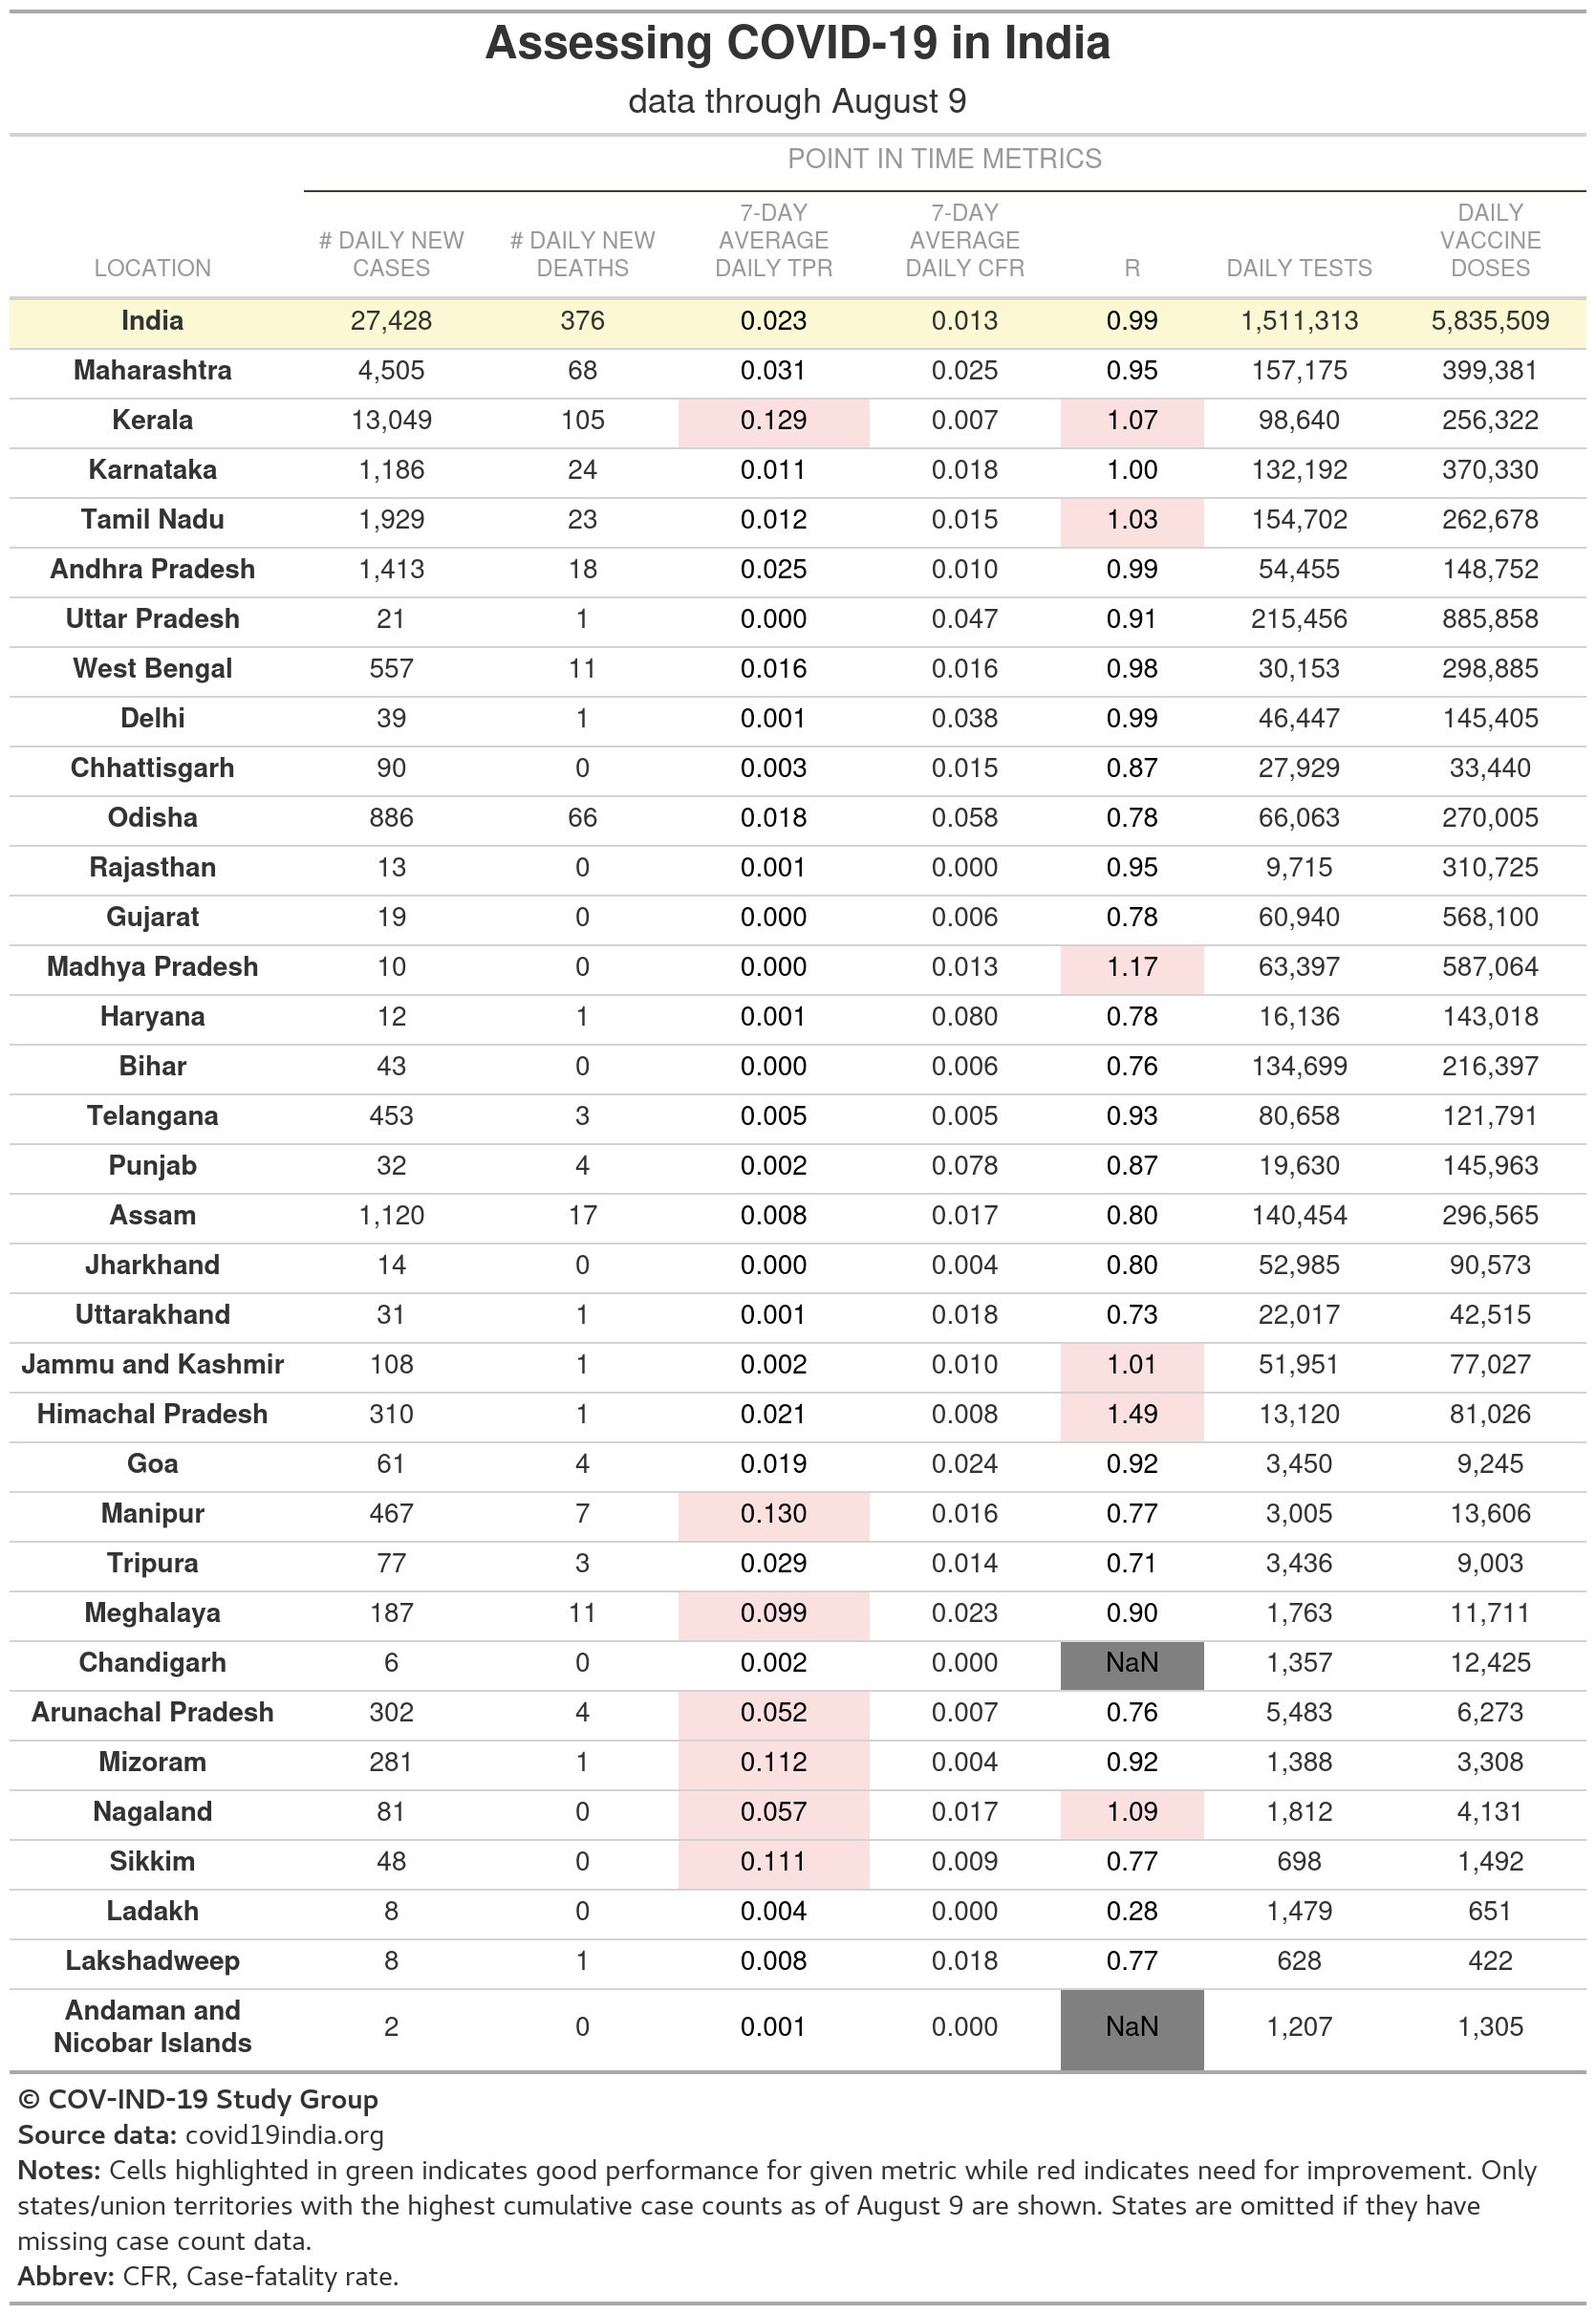 Assessing COVID-19 in India
data through August 9
POINT IN TIME METRICS
LOCATION # DAILY NEW CASES # DAILY NEW DEATHS 7-DAY AVERAGE DAILY TPR 7-DAY AVERAGE DAILY CFR R DAILY TESTS DAILY VACCINE DOSES
India 27,428 376 0.023 0.013 0.99 1,511,313 5,835,509
Maharashtra 4,505 68 0.031 0.025 0.95 157,175 399,381
Kerala 13,049 105 0.129 0.007 1.07 98,640 256,322
Karnataka 1,186 24 0.011 0.018 1.00 132,192 370,330
Tamil Nadu 1,929 23 0.012 0.015 1.03 154,702 262,678
Andhra Pradesh 1,413 18 0.025 0.010 0.99 54,455 148,752
Uttar Pradesh 21 1 0.000 0.047 0.91 215,456 885,858
West Bengal 557 11 0.016 0.016 0.98 30,153 298,885
Delhi 39 1 0.001 0.038 0.99 46,447 145,405
Chhattisgarh 90 0 0.003 0.015 0.87 27,929 33,440
Odisha 886 66 0.018 0.058 0.78 66,063 270,005
Rajasthan 13 0 0.001 0.000 0.95 9,715 310,725
Gujarat 19 0 0.000 0.006 0.78 60,940 568,100
Madhya Pradesh 10 0 0.000 0.013 1.17 63,397 587,064
Haryana 12 1 0.001 0.080 0.78 16,136 143,018
Bihar 43 0 0.000 0.006 0.76 134,699 216,397
Telangana 453 3 0.005 0.005 0.93 80,658 121,791
Punjab 32 4 0.002 0.078 0.87 19,630 145,963
Assam 1,120 17 0.008 0.017 0.80 140,454 296,565
Jharkhand 14 0 0.000 0.004 0.80 52,985 90,573
Uttarakhand 31 1 0.001 0.018 0.73 22,017 42,515
Jammu and Kashmir 108 1 0.002 0.010 1.01 51,951 77,027
Himachal Pradesh 310 1 0.021 0.008 1.49 13,120 81,026
Goa 61 4 0.019 0.024 0.92 3,450 9,245
Manipur 467 7 0.130 0.016 0.77 3,005 13,606
Tripura 77 3 0.029 0.014 0.71 3,436 9,003
Meghalaya 187 11 0.099 0.023 0.90 1,763 11,711
Chandigarh 6 0 0.002 0.000 NaN 1,357 12,425
Arunachal Pradesh 302 4 0.052 0.007 0.76 5,483 6,273
Mizoram 281 1 0.112 0.004 0.92 1,388 3,308
Nagaland 81 0 0.057 0.017 1.09 1,812 4,131
Sikkim 48 0 0.111 0.009 0.77 698 1,492
Ladakh 8 0 0.004 0.000 0.28 1,479 651
Lakshadweep 8 1 0.008 0.018 0.77 628 422
Andaman and Nicobar Islands 2 0 0.001 0.000 NaN 1,207 1,305
© COV-IND-19 Study Group
Source data: covid19india.org
Notes: Cells highlighted in green indicates good performance for given metric while red indicates need for improvement. Only
states/union territories with the highest cumulative case counts as of August 9 are shown. States are omitted if they have
missing case count data.
Abbrev: CFR, Case-fatality rate.